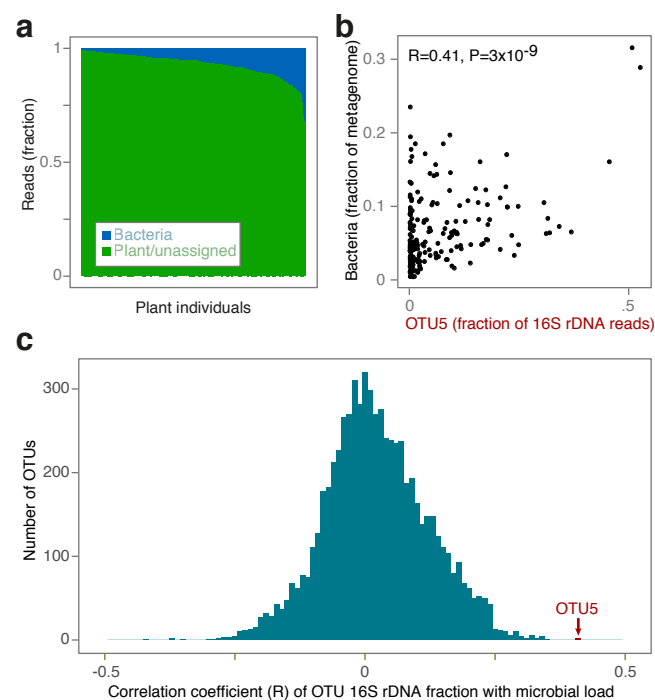 a
1
0.5
0
Reads (fraction)
Bacteria
Plant/unassigned
Plant individuals
b
R=0.41, P=3x10-9
0.3
0.2
0.1
0
Bacteria (fraction of metagenome)
0
.5
OTU5 (fraction of 16S rDNA reads)
c
300
200
100
0
Number of OTUs
OTU5
-0.5
0
0.5
Correlation coefficient (R) of OTU 16S rDNA fraction with microbial load